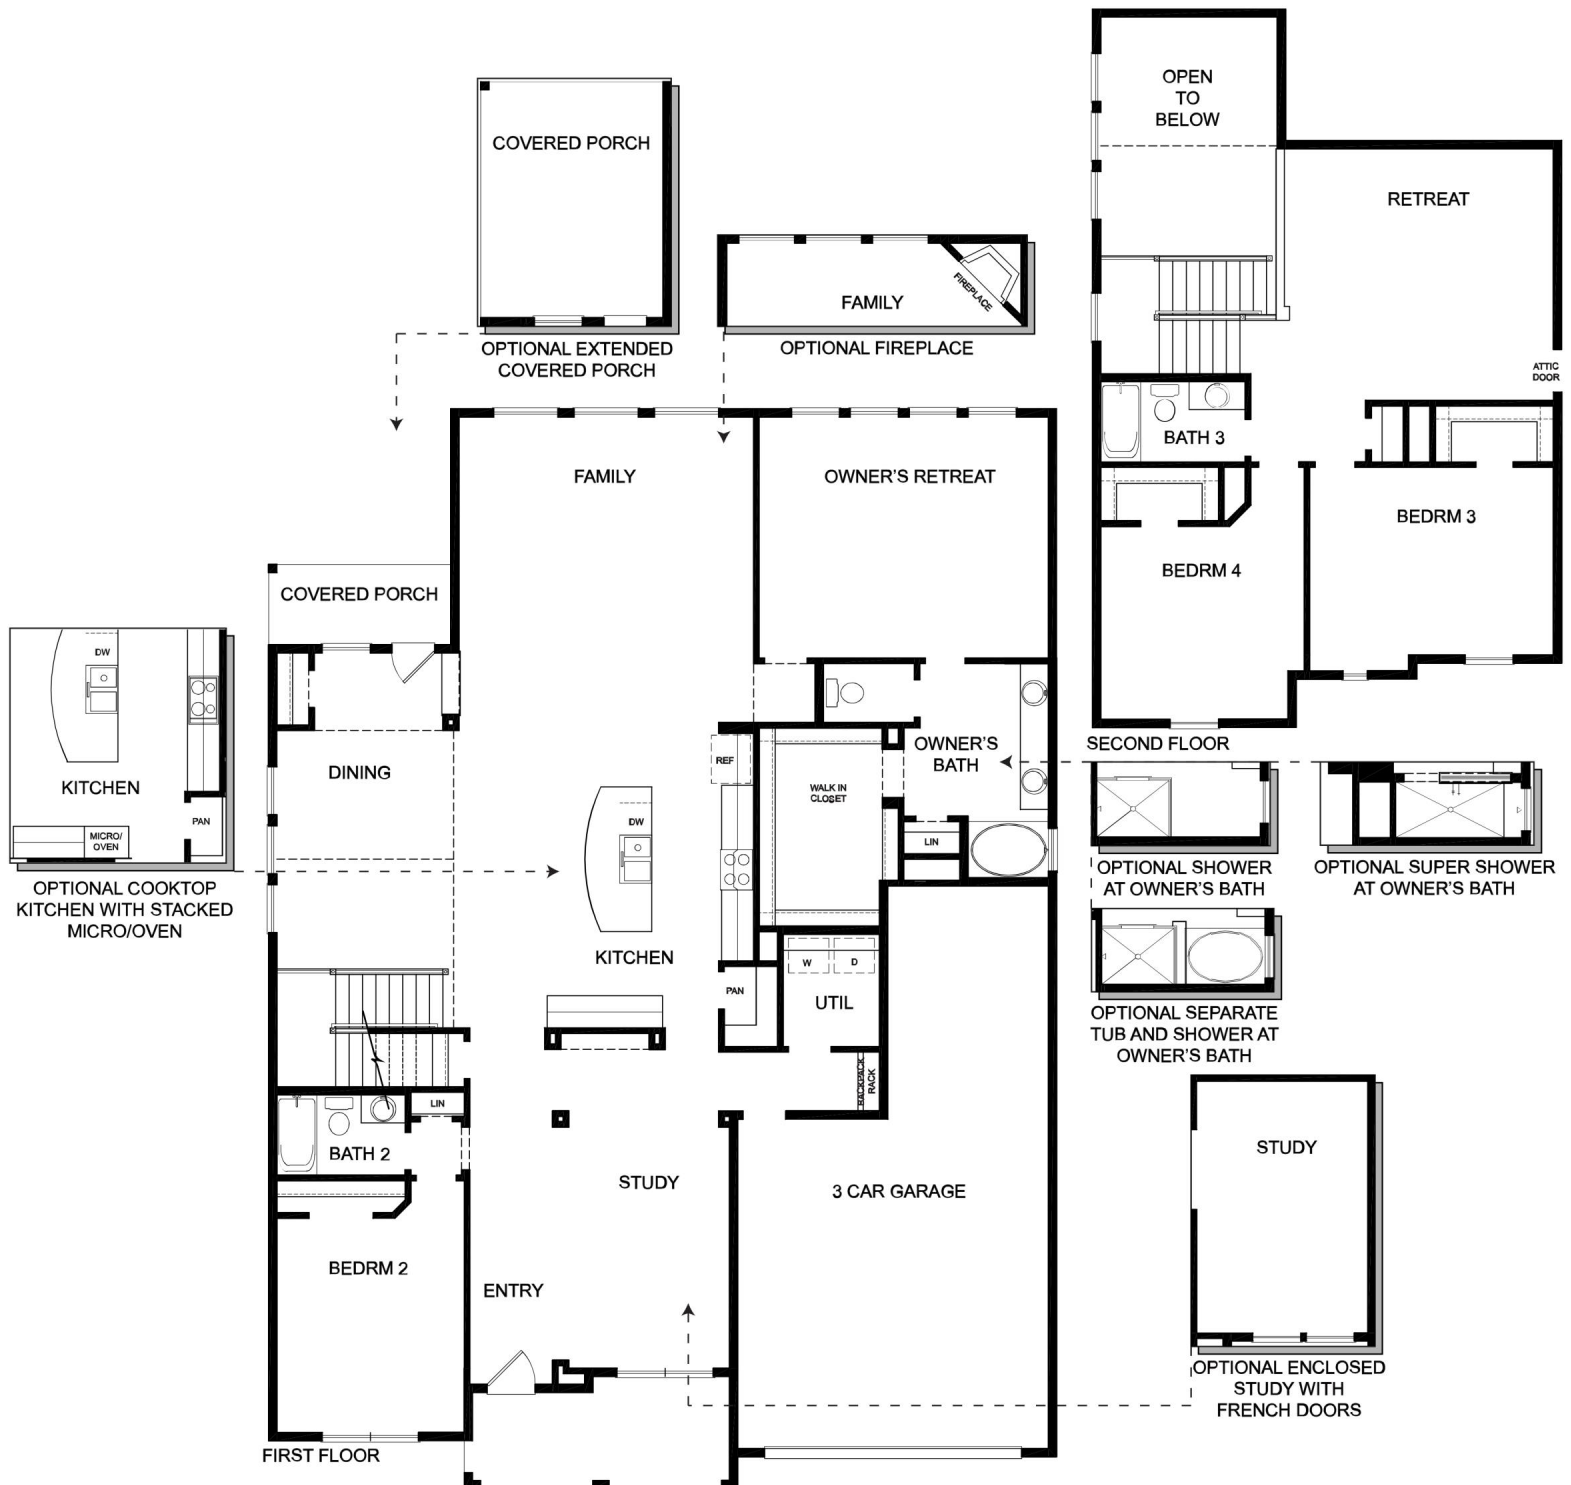 OPEN
TO
BELOW
RETREAT
ATTIC
DOOR
BATH 3
BEDRM 3
BEDRM 4
SECOND FLOOR
COVERED PORCH
OPTIONAL EXTENDED
COVERED PORCH
FAMILY
FIREPLACE
OPTIONAL FIREPLACE
FAMILY
OWNER'S RETREAT
COVERED PORCH
DINING
REF
WALK IN
CLOSET
OWNER'S
BATH
DW
LIN
KITCHEN
PAN
W
D
UTIL
BACKPACK
RACK
LIN
BATH 2
STUDY
3 CAR GARAGE
BEDRM 2
ENTRY
FIRST FLOOR
DW
KITCHEN
PAN
MICRO/
OVEN
OPTIONAL COOKTOP
KITCHEN WITH STACKED
MICRO/OVEN
OPTIONAL SHOWER
AT OWNER'S BATH
OPTIONAL SUPER SHOWER
AT OWNER'S BATH
OPTIONAL SEPARATE
TUB AND SHOWER AT
OWNER'S BATH
STUDY
OPTIONAL ENCLOSED
STUDY WITH
FRENCH DOORS